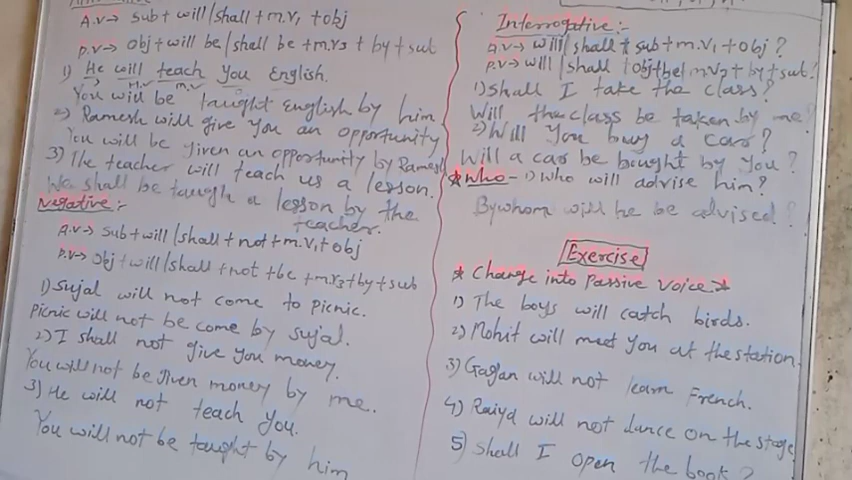 A.V→ sub+ will/shall+m.v1 +obj
P.V→ obj+will be/shall be +m.v3 + by+sub
1) He will teach you English.
m.v
You will be taught English by him
2) Ramesh will give you an opportunity
You will be given an opportunity by Ramesh
3) The teacher will teach us a lesson.
We shall be taugh a lesson by the
teacher.
Negative:-
A.V→ sub+will/shall+not+m.v1+obj
P.V→ obj+will/shall+not+be+m.v3+by+sub
1) Sujal will not come to picnic.
Picnic will not be come by sujal.
2) I shall not give you money.
You will not be given money by me.
3) He will not teach you.
You will not be taught by him
Interrogative:-
A.V→ will/shall+sub+m.v1+obj?
P.V→ will/shall+obj+be+m.v3+by+sub?
1) Shall I take the class?
Will the class be taken by me?
2) Will you buy a car?
Will a car be bought by you?
*Who- 1) Who will advise him?
By whom will he be advised?
Exercise
* Change into Passive voice→
1) The boys will catch birds.
2) Mohit will meet you at the station.
3) Gagan will not learn French.
4) Raiya will not dance on the stage
5) Shall I open the book?